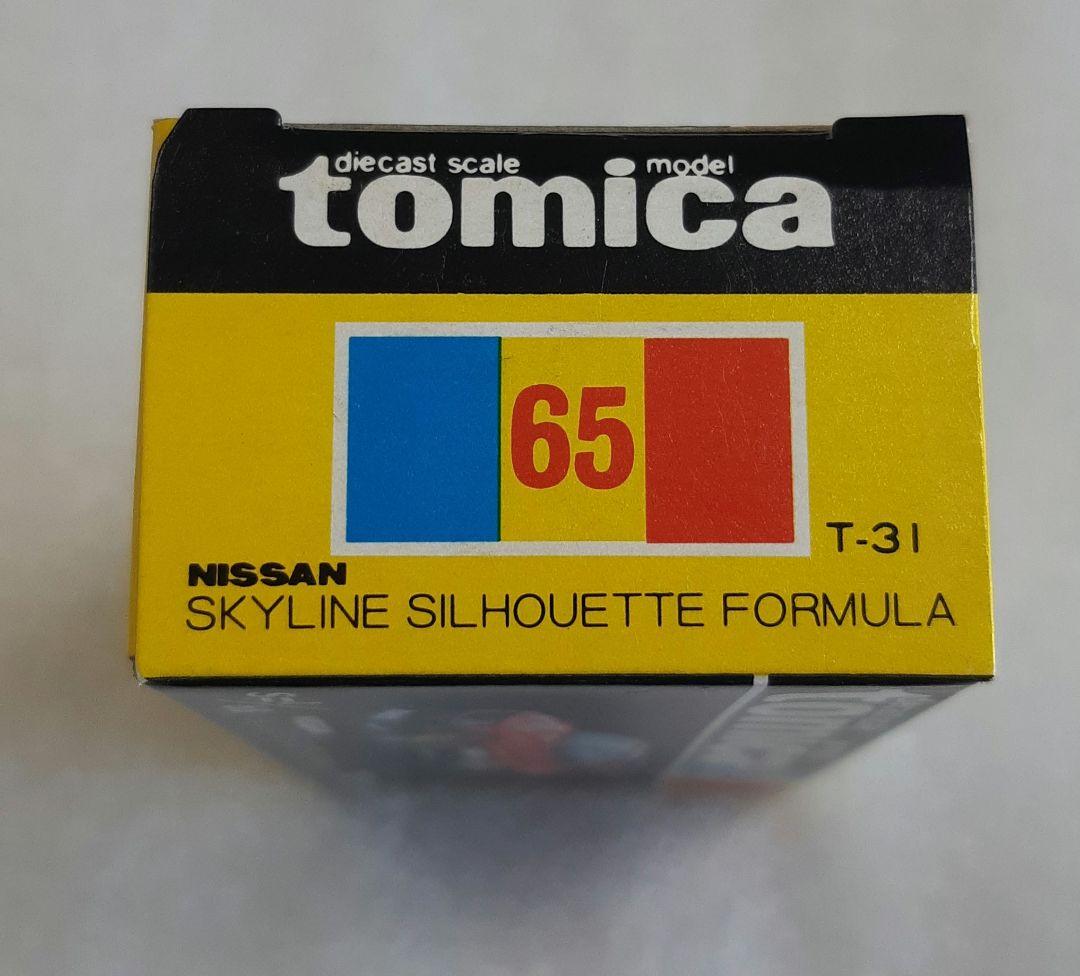 diecast scale model
tomica
65
T-31
NISSAN
SKYLINE SILHOUETTE FORMULA